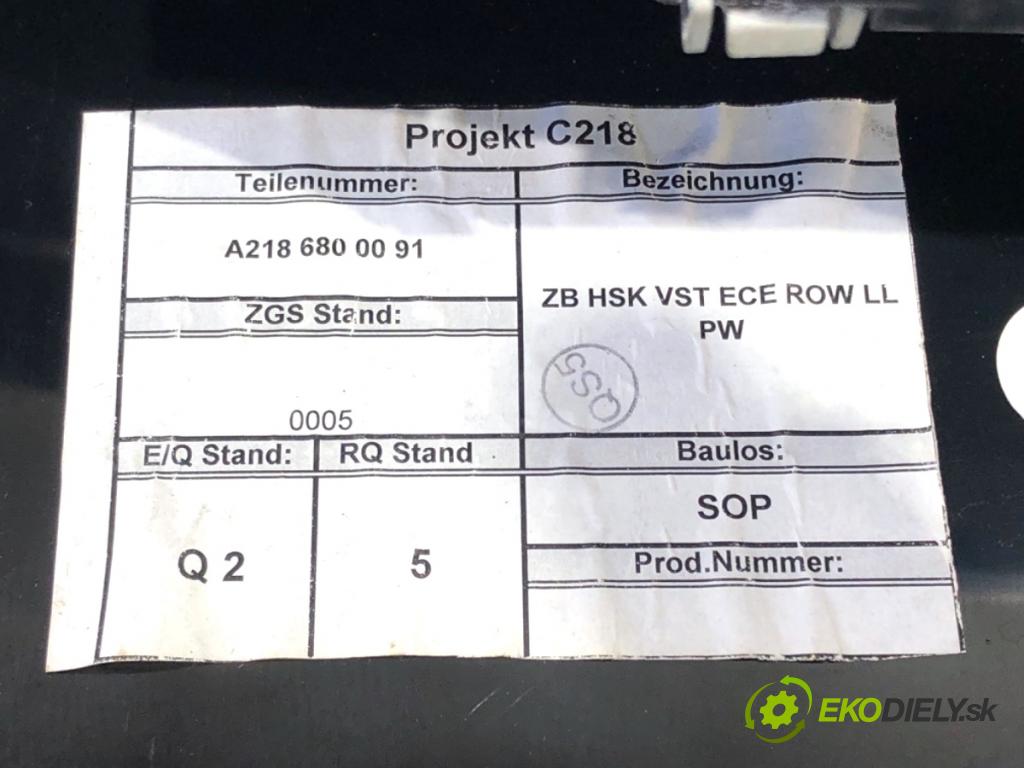 Projekt C218
Teilenummer:
Bezeichnung:
A218 680 00 91
ZB HSK VST ECE ROW LL
PW
ZGS Stand:
QS5
0005
E/Q Stand:
RQ Stand
Baulos:
SOP
Q 2
5
Prod.Nummer:
EKODIELY.sk